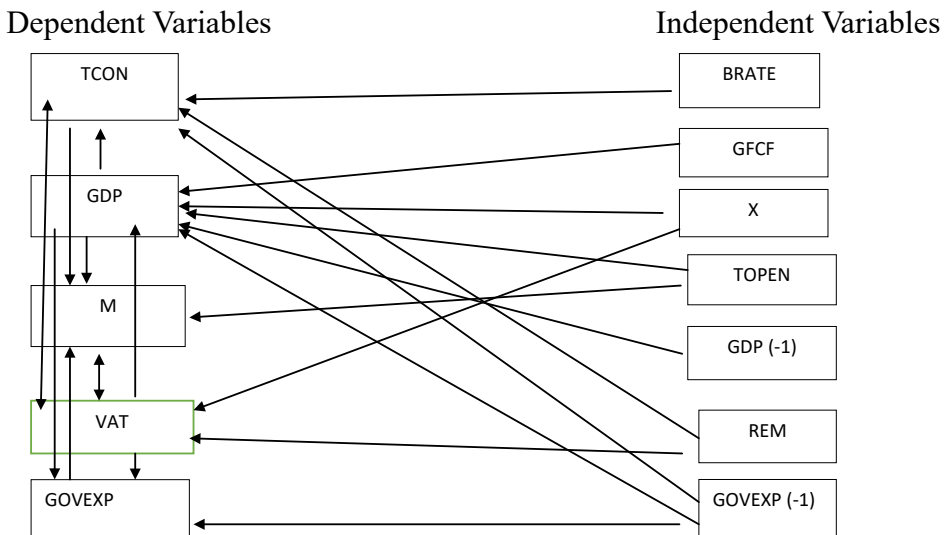 Dependent Variables
Independent Variables
TCON
BRATE
GFCF
GDP
X
TOPEN
M
GDP (-1)
VAT
REM
GOVEXP
GOVEXP (-1)